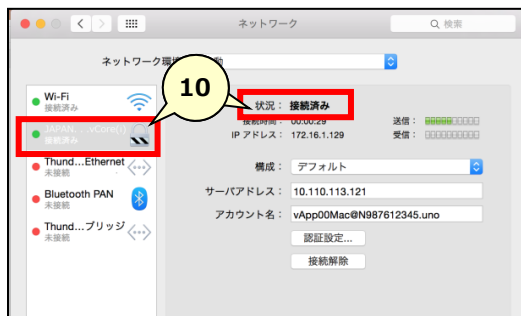 ネットワーク
検索
ネットワーク環
動
10
Wi-Fi
接続済み
JAPAN. . .vCore(i)
接続済み
Thund...Ethernet
未接続
Bluetooth PAN
未接続
Thund...ブリッジ
未接続
状況： 接続済み
接続時間： 00:00:29
送信：
IP アドレス： 172.16.1.129
受信：
構成： デフォルト
サーバアドレス： 10.110.113.121
アカウント名： vApp00Mac@N987612345.uno
認証設定...
接続解除